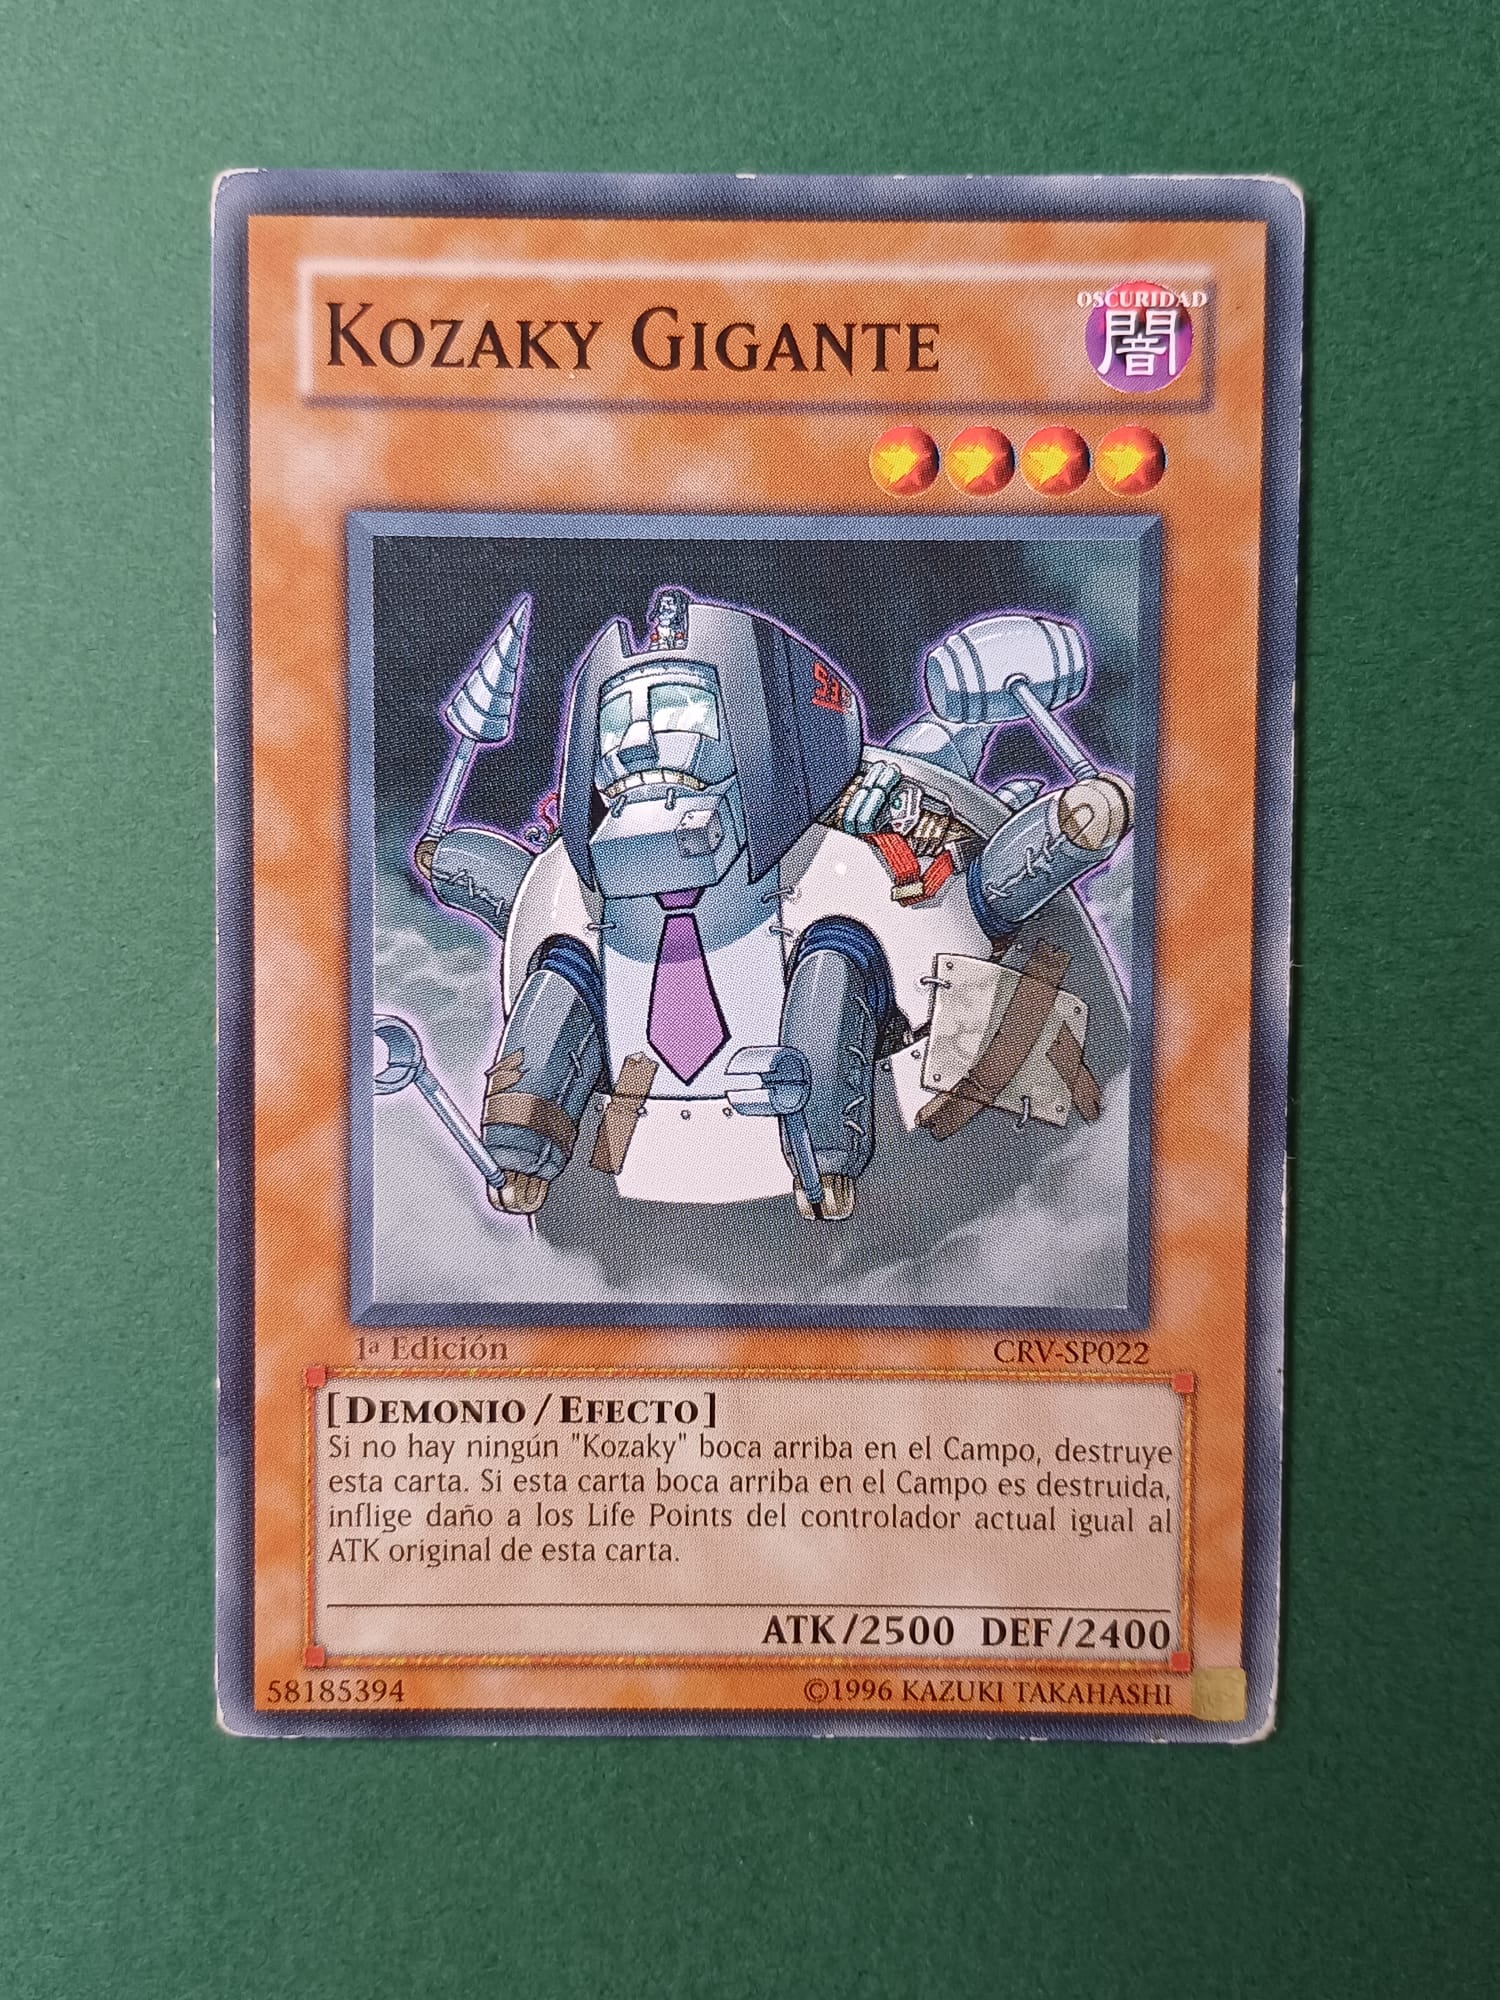 KOZAKY GIGANTE
OSCURIDAD
闇
1ª Edición
CRV-SP022
[DEMONIO / EFECTO]
Si no hay ningún "Kozaky" boca arriba en el Campo, destruye
esta carta. Si esta carta boca arriba en el Campo es destruida,
inflige daño a los Life Points del controlador actual igual al
ATK original de esta carta.
ATK/2500 DEF/2400
58185394
©1996 KAZUKI TAKAHASHI